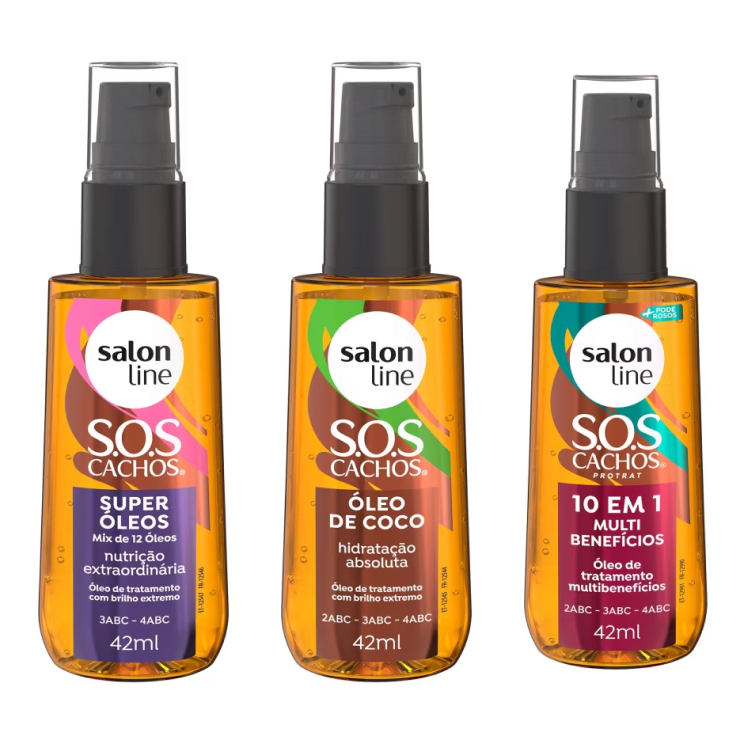 salon
line
S.O.S
CACHOS®
SUPER
ÓLEOS
Mix de 12 Óleos
nutrição
extraordinária
Óleo de tratamento
com brilho extremo
3ABC - 4ABC
42ml
salon
line
S.O.S
CACHOS®
ÓLEO
DE COCO
hidratação
absoluta
Óleo de tratamento
com brilho extremo
2ABC - 3ABC - 4ABC
42ml
+PODE
ROSOS
salon
line
S.O.S
CACHOS®
PROTRAT
10 EM 1
MULTI
BENEFÍCIOS
Óleo de
tratamento
multibenefícios
2ABC - 3ABC - 4ABC
42ml